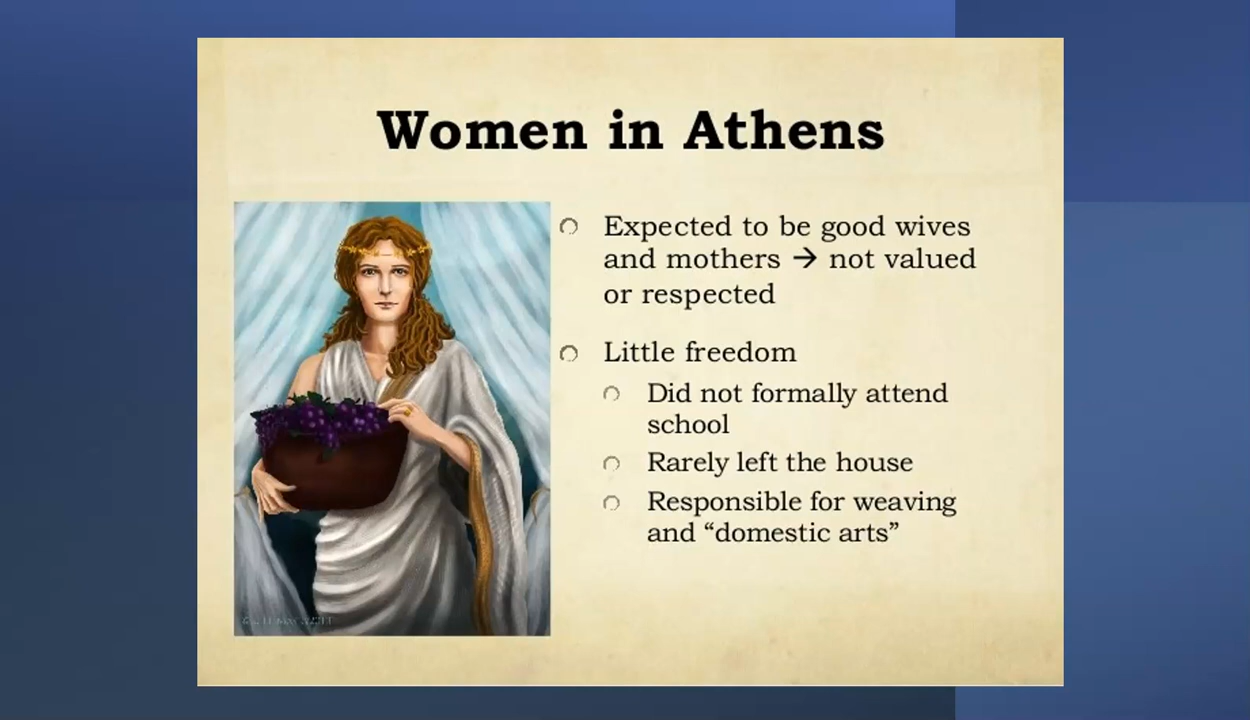 Women in Athens
Expected to be good wives
and mothers → not valued
or respected
Little freedom
Did not formally attend
school
Rarely left the house
Responsible for weaving
and “domestic arts”